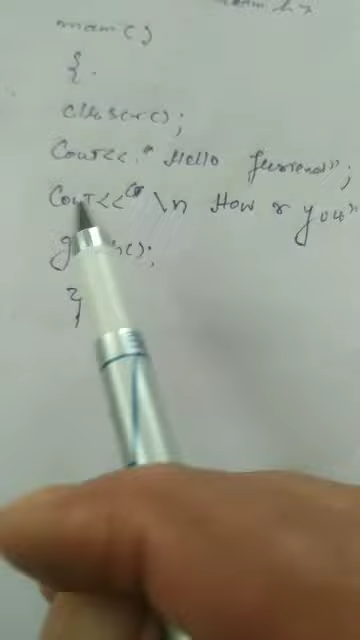 main()
{.
clrscr();
Cout<<" Hello friends";
Cout<<" \n How r you"
g
}